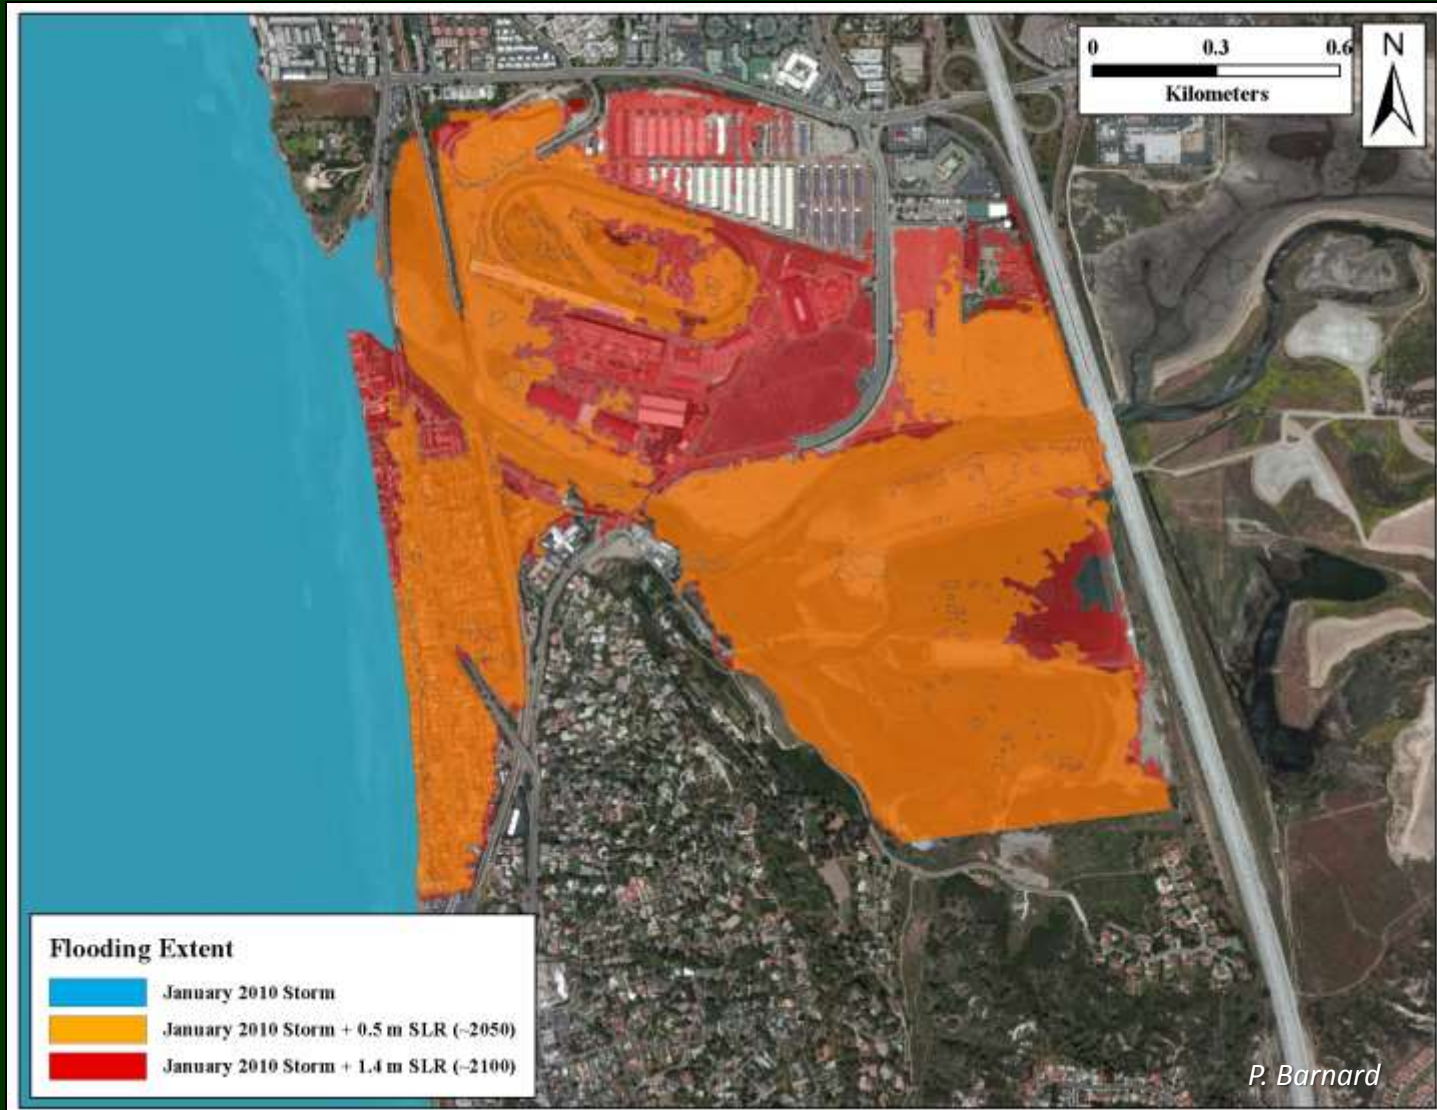 0 0.3 0.6
Kilometers
N
Flooding Extent
January 2010 Storm
January 2010 Storm + 0.5 m SLR (~2050)
January 2010 Storm + 1.4 m SLR (~2100)
P. Barnard